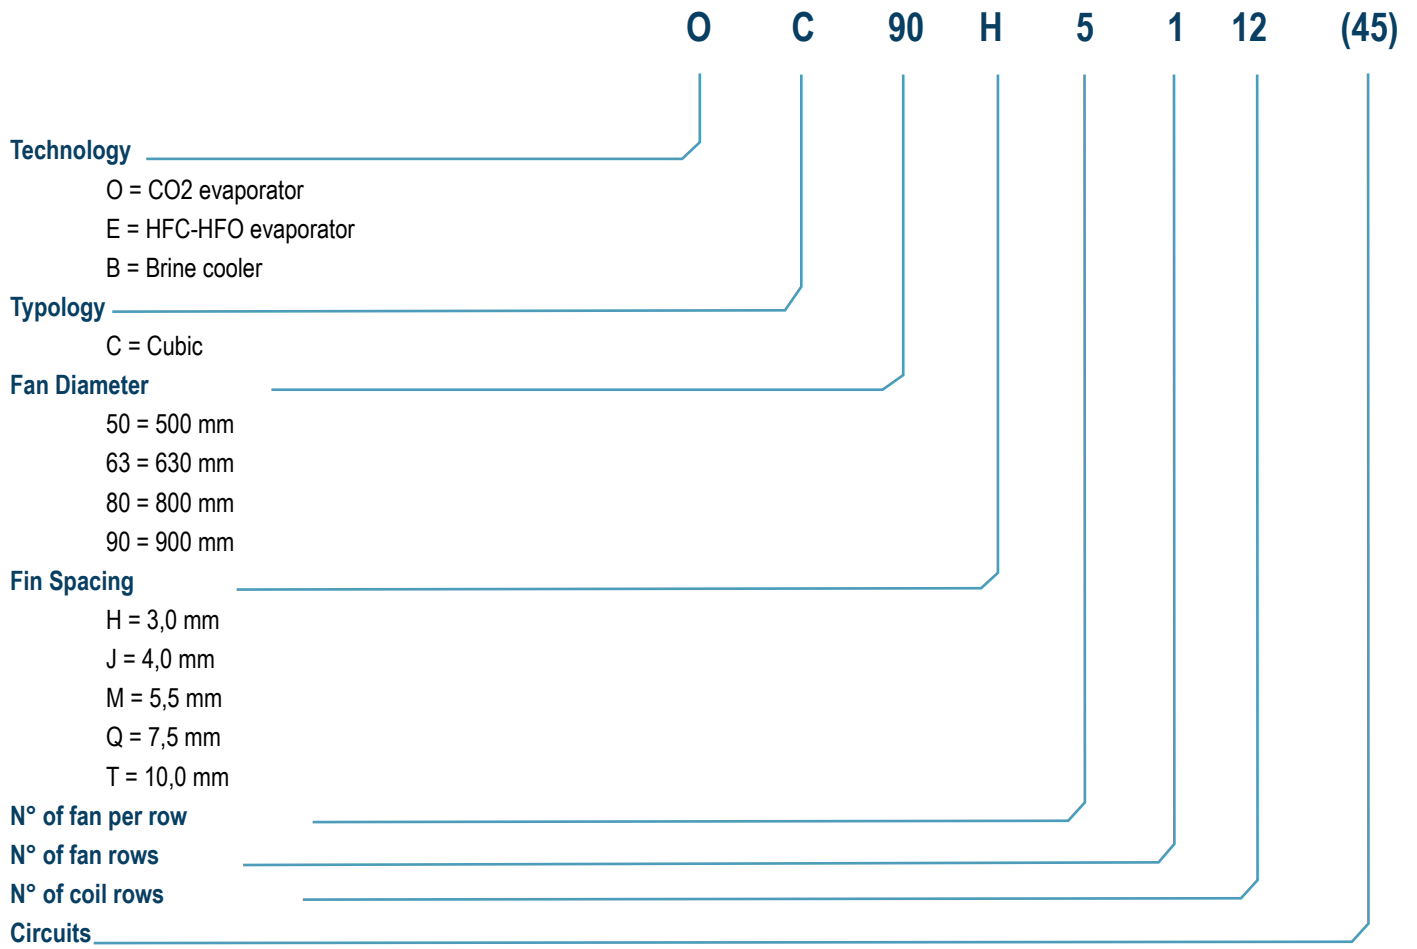 O C 90 H 5 1 12 (45)
Technology
O = CO2 evaporator
E = HFC-HFO evaporator
B = Brine cooler
Typology
C = Cubic
Fan Diameter
50 = 500 mm
63 = 630 mm
80 = 800 mm
90 = 900 mm
Fin Spacing
H = 3,0 mm
J = 4,0 mm
M = 5,5 mm
Q = 7,5 mm
T = 10,0 mm
N° of fan per row
N° of fan rows
N° of coil rows
Circuits